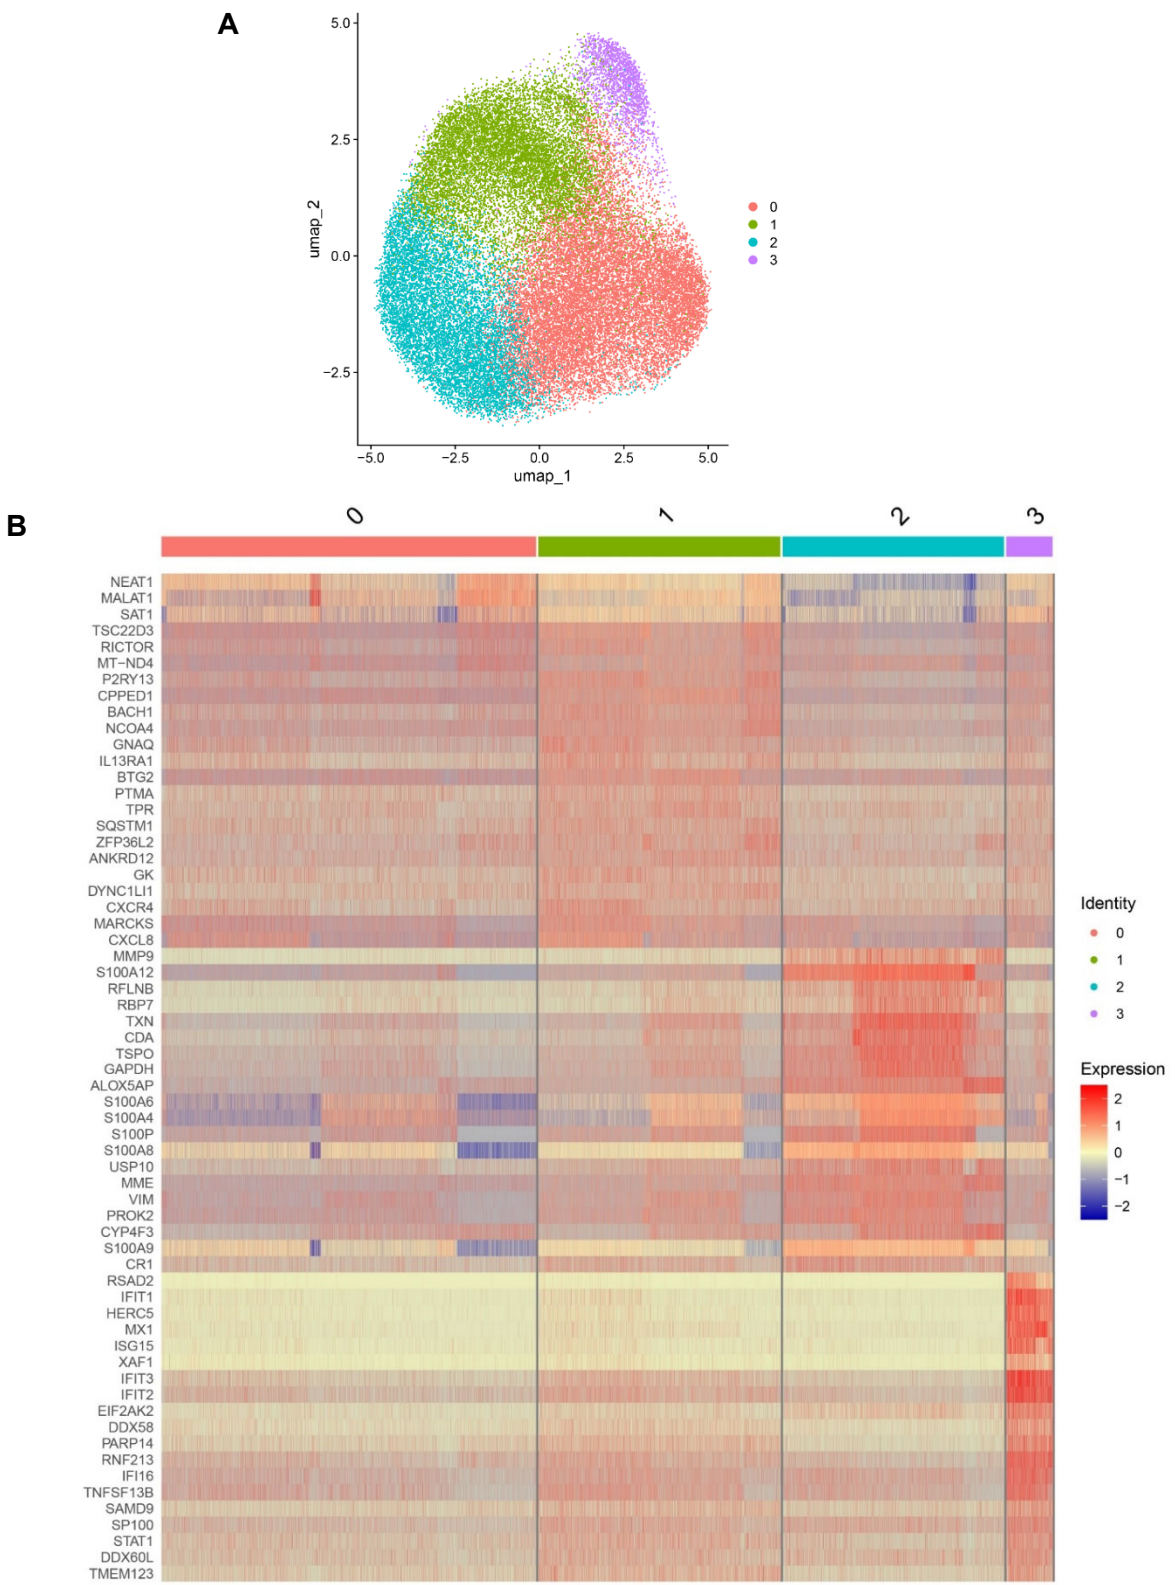 A
5.0
2.5
0.0
−2.5
umap_2
−5.0
−2.5
0.0
2.5
5.0
umap_1
0
1
2
3
B
0
1
2
3
NEAT1
MALAT1
SAT1
TSC22D3
RICTOR
MT−ND4
P2RY13
CPPED1
BACH1
NCOA4
GNAQ
IL13RA1
BTG2
PTMA
TPR
SQSTM1
ZFP36L2
ANKRD12
GK
DYNC1LI1
CXCR4
MARCKS
CXCL8
MMP9
S100A12
RFLNB
RBP7
TXN
CDA
TSPO
GAPDH
ALOX5AP
S100A6
S100A4
S100P
S100A8
USP10
MME
VIM
PROK2
CYP4F3
S100A9
CR1
RSAD2
IFIT1
HERC5
MX1
ISG15
XAF1
IFIT3
IFIT2
EIF2AK2
DDX58
PARP14
RNF213
IFI16
TNFSF13B
SAMD9
SP100
STAT1
DDX60L
TMEM123
Identity
0
1
2
3
Expression
2
1
0
−1
−2